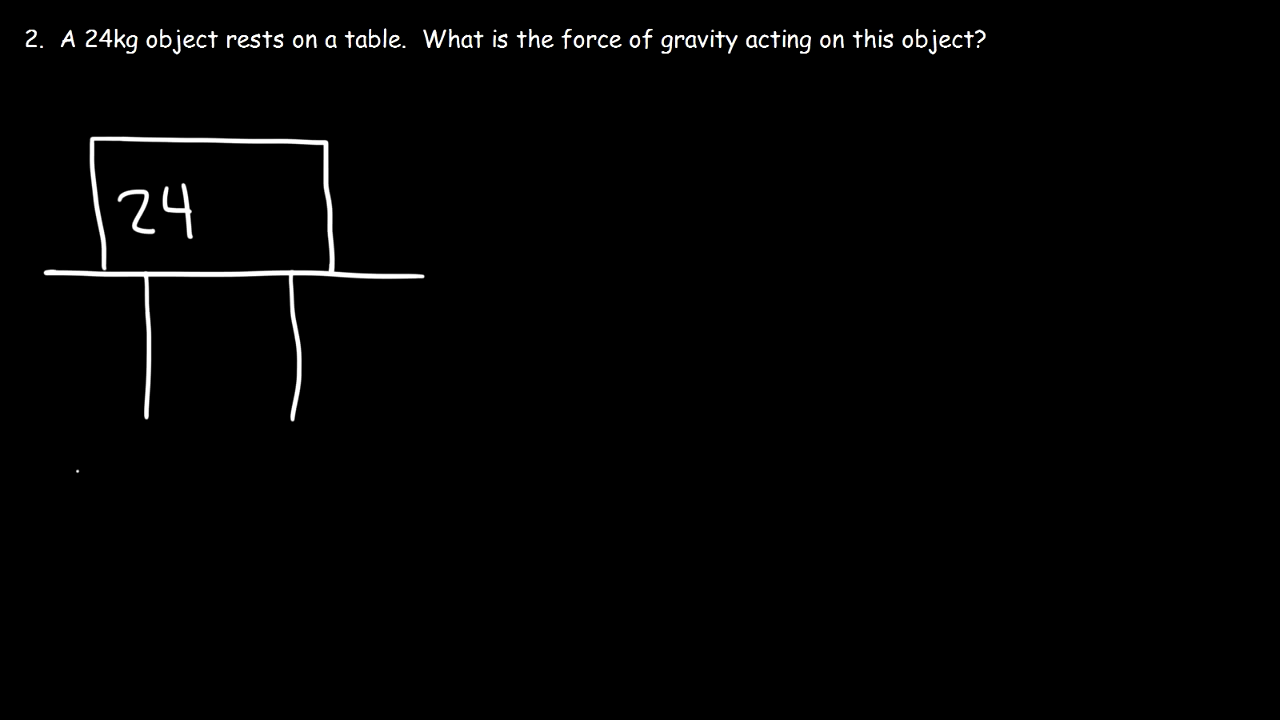 2. A 24kg object rests on a table. What is the force of gravity acting on this object?
24